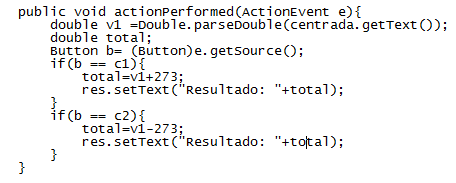 public void actionPerformed(ActionEvent e){
    double v1 =Double.parseDouble(centrada.getText());
    double total;
    Button b= (Button)e.getSource();
    if(b == c1){
        total=v1+273;
        res.setText("Resultado: "+total);
    }
    if(b == c2){
        total=v1-273;
        res.setText("Resultado: "+total);
    }
}